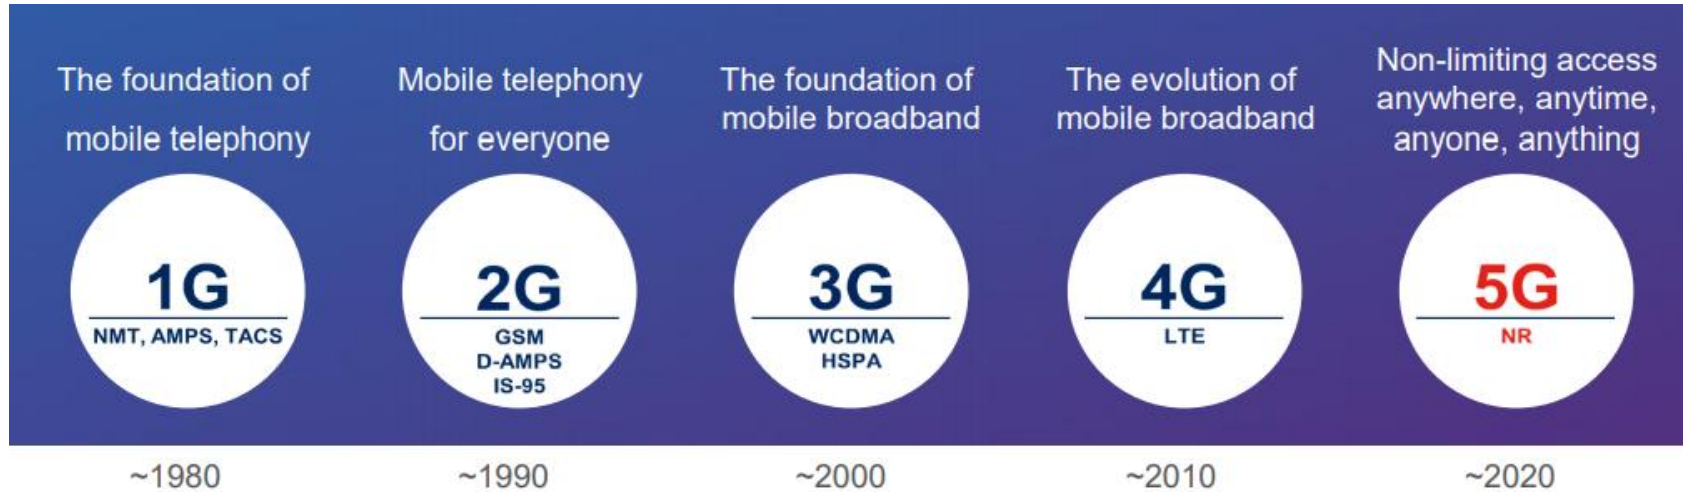 The foundation of
mobile telephony
Mobile telephony
for everyone
The foundation of
mobile broadband
The evolution of
mobile broadband
Non-limiting access
anywhere, anytime,
anyone, anything
1G
NMT, AMPS, TACS
2G
GSM
D-AMPS
IS-95
3G
WCDMA
HSPA
4G
LTE
5G
NR
~1980
~1990
~2000
~2010
~2020